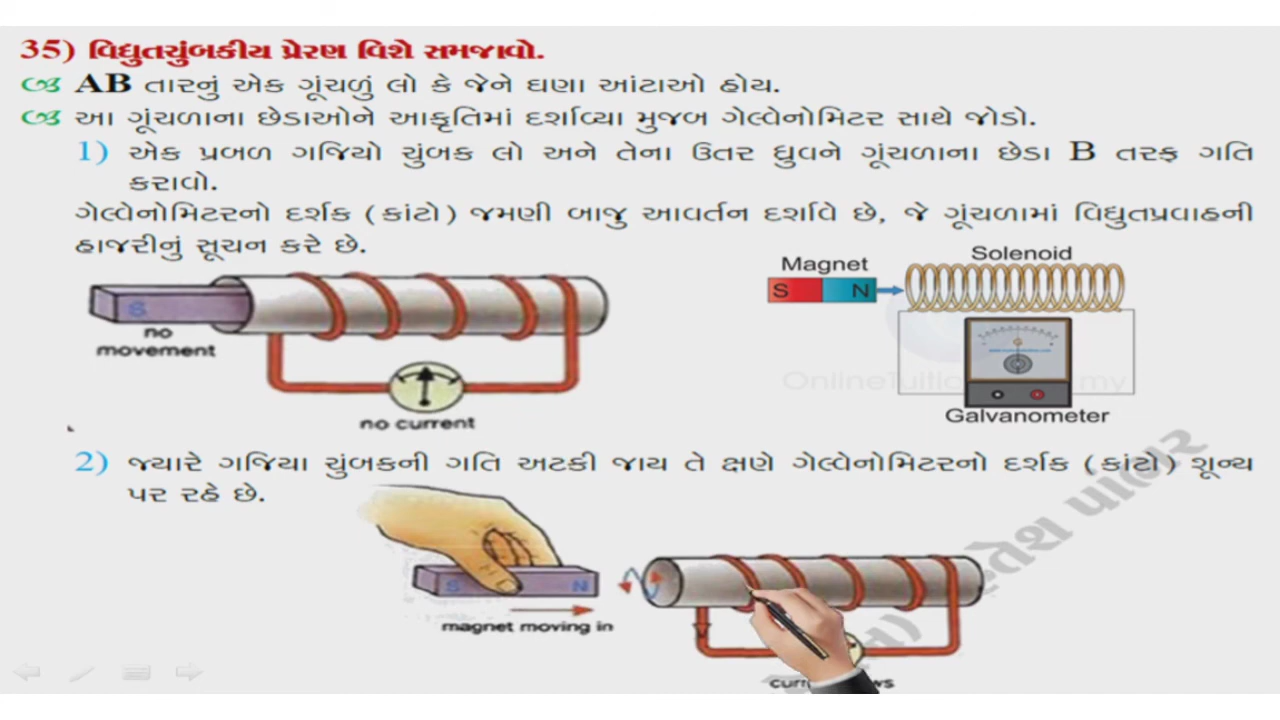 35) વિદ્યુતચુંબકીય પ્રેરણ વિશે સમજાવો.
AB તારનું એક ગૂંચળું લો કે જેને ઘણા આંટાઓ હોય.
આ ગૂંચળાના છેડાઓને આકૃતિમાં દર્શાવ્યા મુજબ ગેલ્વેનોમિટર સાથે જોડો.
1) એક પ્રબળ ગજિયો ચુંબક લો અને તેના ઉતર ધ્રુવને ગૂંચળાના છેડા B તરફ ગતિ
કરાવો.
ગેલ્વેનોમિટરનો દર્શક (કાંટો) જમણી બાજુ આવર્તન દર્શાવે છે, જે ગૂંચળામાં વિદ્યુતપ્રવાહની
હાજરીનું સૂચન કરે છે.
Solenoid
Magnet
S N
S
no
movement
G
no current
Galvanometer
2) જ્યારે ગજિયા ચુંબકની ગતિ અટકી જાય તે ક્ષણે ગેલ્વેનોમિટરનો દર્શક (કાંટો) શૂન્ય
પર રહે છે.
S N
magnet moving in